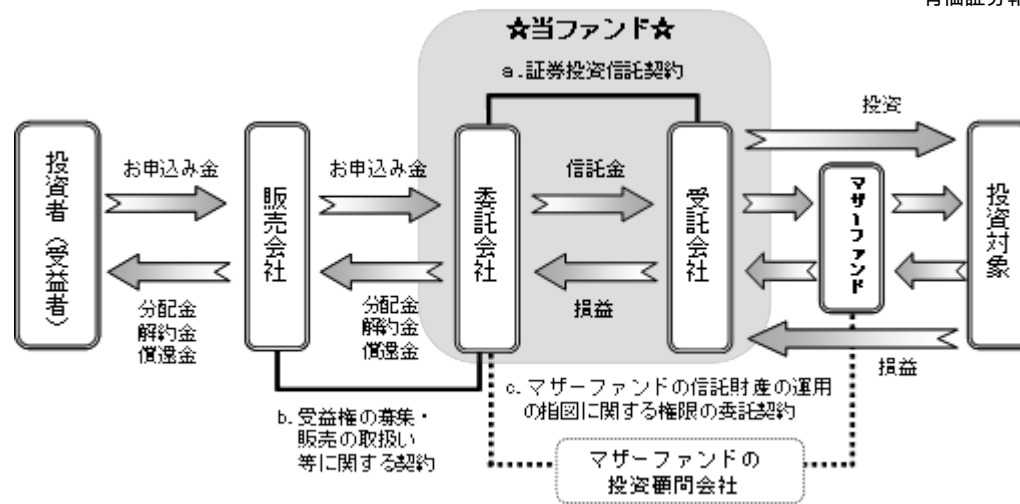 ☆当ファンド☆
a.証券投資信託契約
投資
投資者（受益者）
お申込み金
販売会社
お申込み金
委託会社
信託金
受託会社
マザーファンド
投資対象
分配金
解約金
償還金
分配金
解約金
償還金
損益
損益
b.受益権の募集・
販売の取扱い
等に関する契約
c.マザーファンドの信託財産の運用
の指図に関する権限の委託契約
マザーファンドの
投資顧問会社